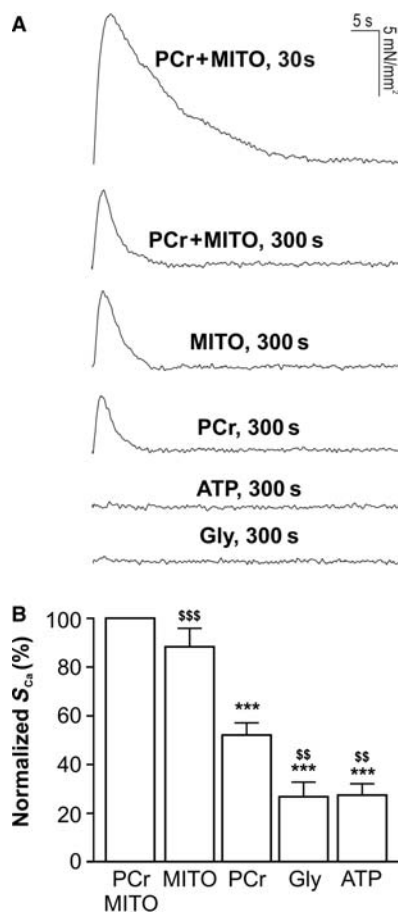 A
5 s
5 mN/mm²
PCr+MITO, 30s
PCr+MITO, 300 s
MITO, 300 s
PCr, 300 s
ATP, 300 s
Gly, 300 s
B
Normalized S_Ca (%)
100
80
60
40
20
0
$$$
***
$$
***
$$
***
PCr
MITO
MITO
PCr
Gly
ATP